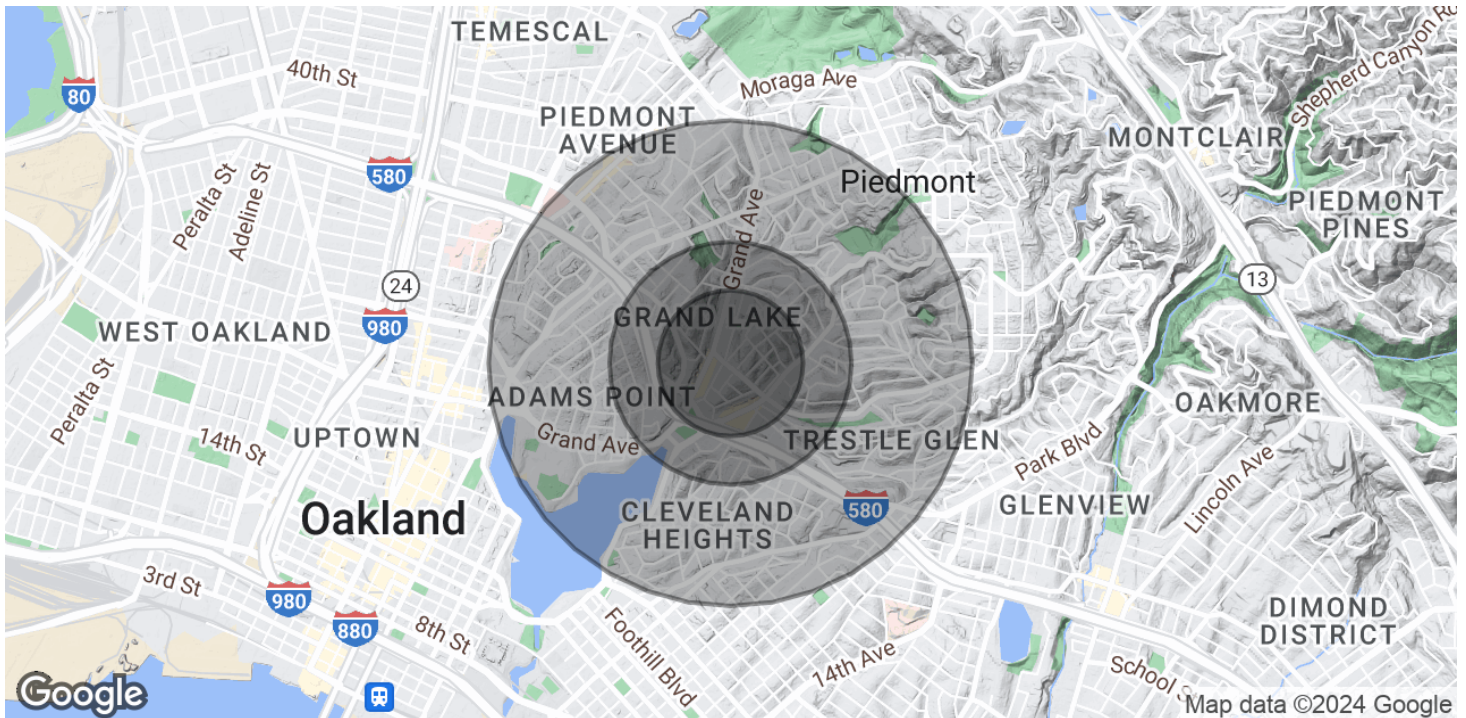 TEMESCAL
40th St
80
Moraga Ave
Shepherd Canyon Rd
PIEDMONT
AVENUE
MONTCLAIR
580
Piedmont
Peralta St
Adeline St
PIEDMONT
PINES
Grand Ave
24
13
GRAND LAKE
980
WEST OAKLAND
Peralta St
ADAMS POINT
OAKMORE
14th St
UPTOWN
Grand Ave
TRESTLE GLEN
Park Blvd
Lincoln Ave
Oakland
CLEVELAND
HEIGHTS
580
GLENVIEW
3rd St
980
880
8th St
Foothill Blvd
14th Ave
DIMOND
DISTRICT
School S
Google
Map data ©2024 Google